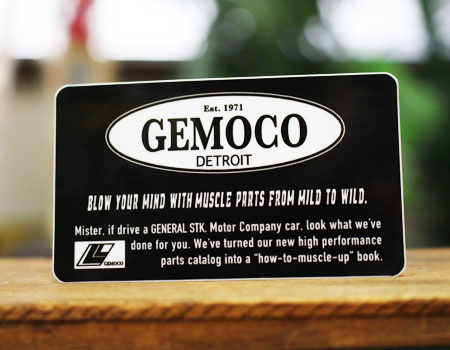 Est. 1971
GEMOCO
DETROIT
BLOW YOUR MIND WITH MUSCLE PARTS FROM MILD TO WILD.
Mister, if drive a GENERAL STK. Motor Company car, look what we've
done for you. We've turned our new high performance
parts catalog into a "how-to-muscle-up" book.
GEMOCO